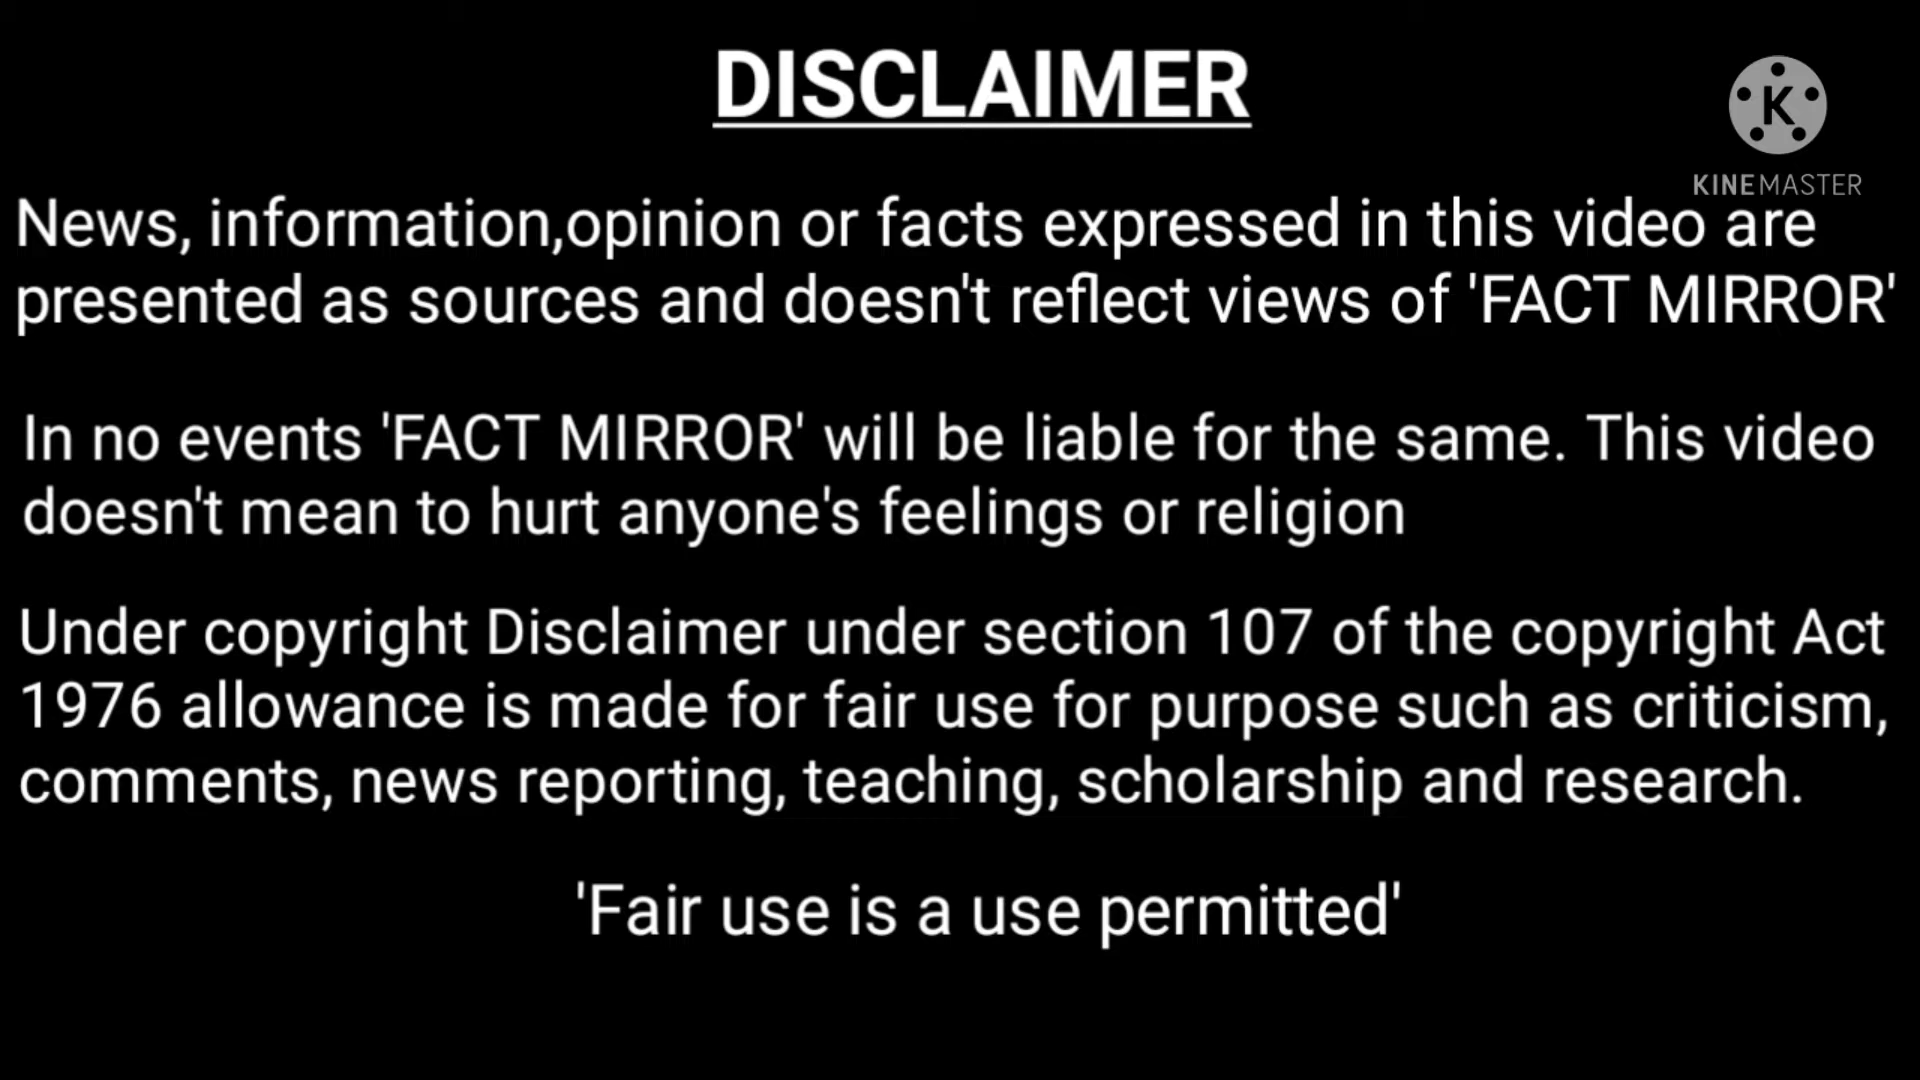 DISCLAIMER
KINEMASTER
News, information,opinion or facts expressed in this video are
presented as sources and doesn't reflect views of 'FACT MIRROR'
In no events 'FACT MIRROR' will be liable for the same. This video
doesn't mean to hurt anyone's feelings or religion
Under copyright Disclaimer under section 107 of the copyright Act
1976 allowance is made for fair use for purpose such as criticism,
comments, news reporting, teaching, scholarship and research.
'Fair use is a use permitted'